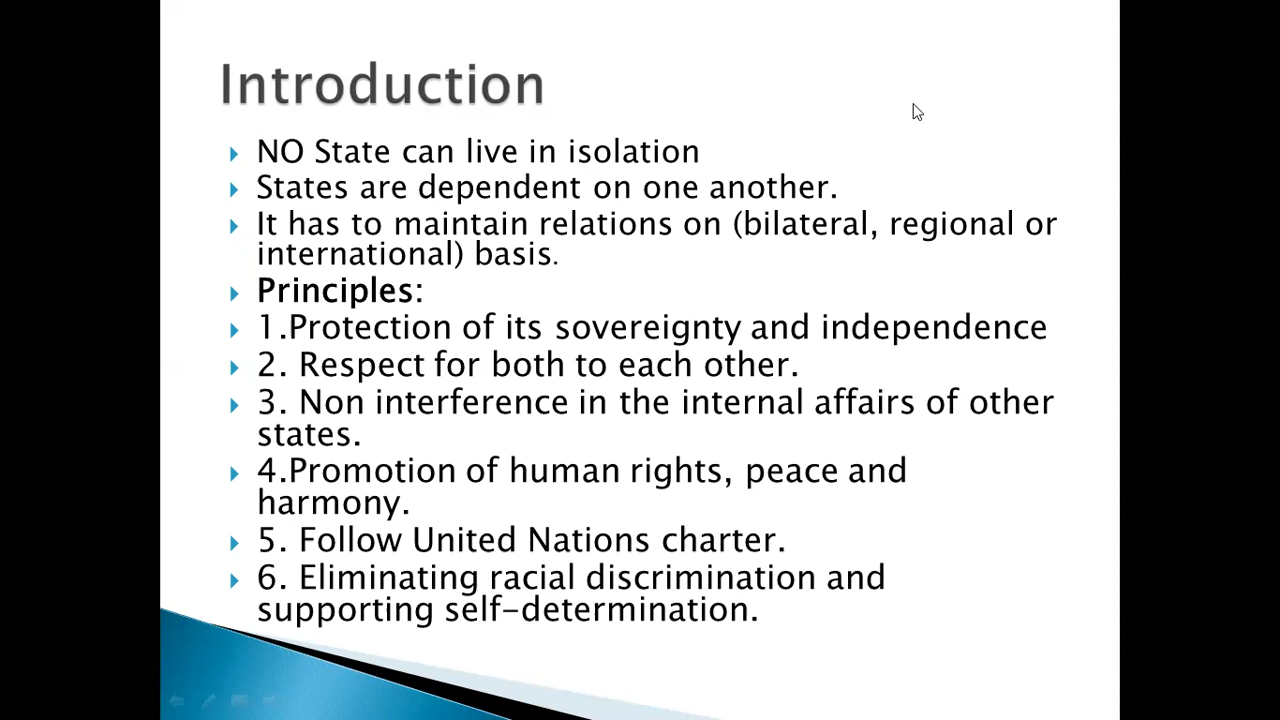 Introduction
NO State can live in isolation
States are dependent on one another.
It has to maintain relations on (bilateral, regional or
international) basis.
Principles:
1.Protection of its sovereignty and independence
2. Respect for both to each other.
3. Non interference in the internal affairs of other
states.
4.Promotion of human rights, peace and
harmony.
5. Follow United Nations charter.
6. Eliminating racial discrimination and
supporting self-determination.